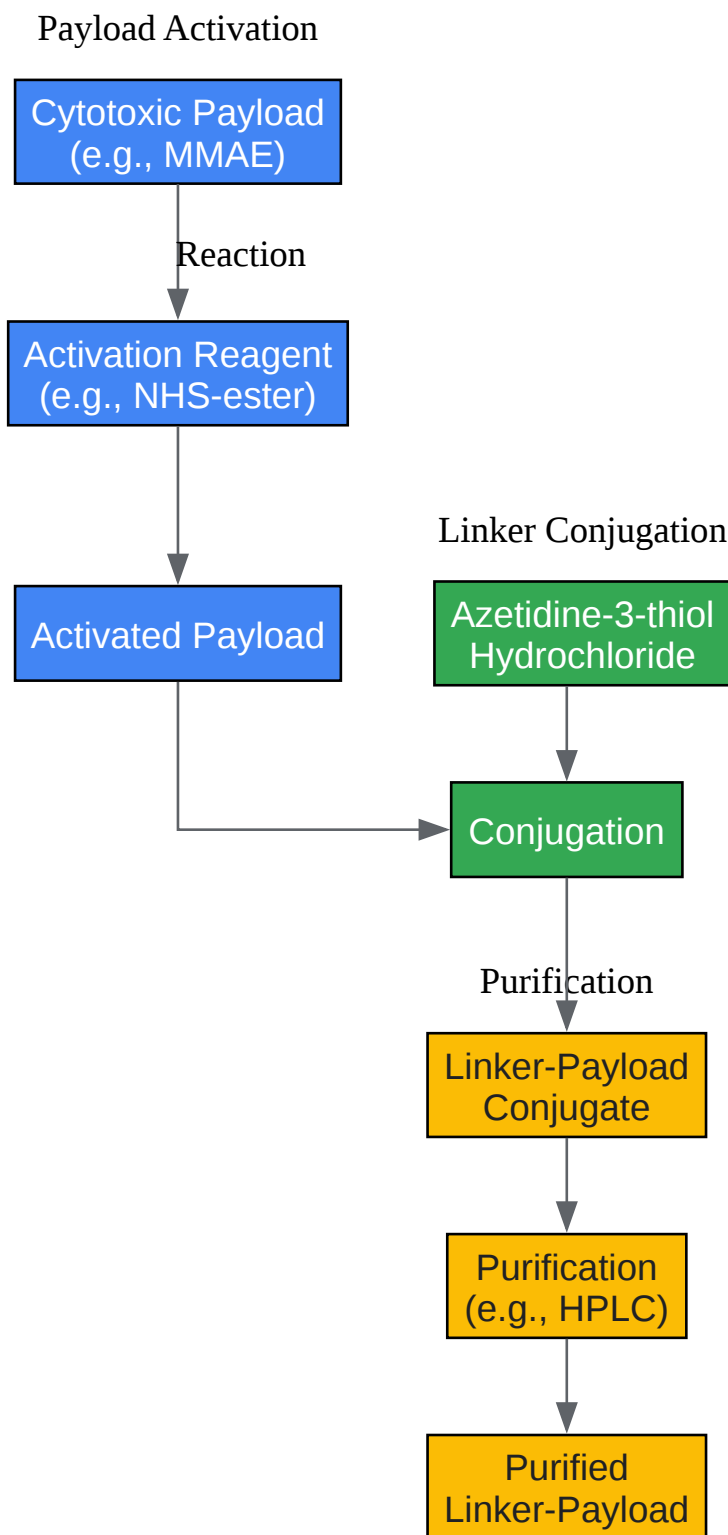 Payload Activation
Cytotoxic Payload
(e.g., MMAE)
Reaction
Activation Reagent
(e.g., NHS-ester)
Activated Payload
Linker Conjugation
Azetidine-3-thiol
Hydrochloride
Conjugation
Purification
Linker-Payload
Conjugate
Purification
(e.g., HPLC)
Purified
Linker-Payload